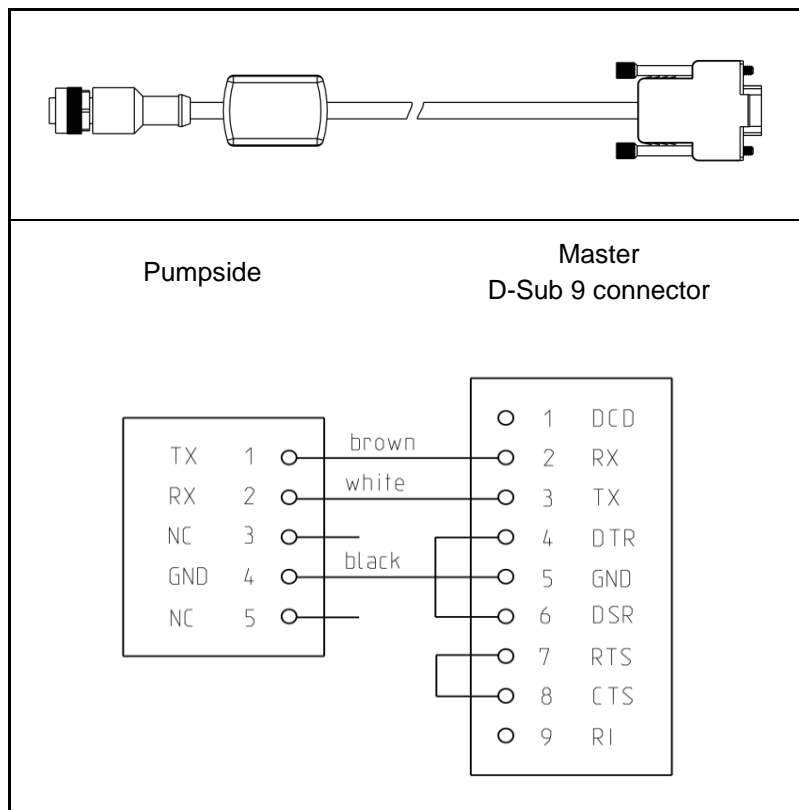 Pumpside
Master
D-Sub 9 connector
TX 1
RX 2
NC 3
GND 4
NC 5
brown
white
black
1 DCD
2 RX
3 TX
4 DTR
5 GND
6 DSR
7 RTS
8 CTS
9 RI